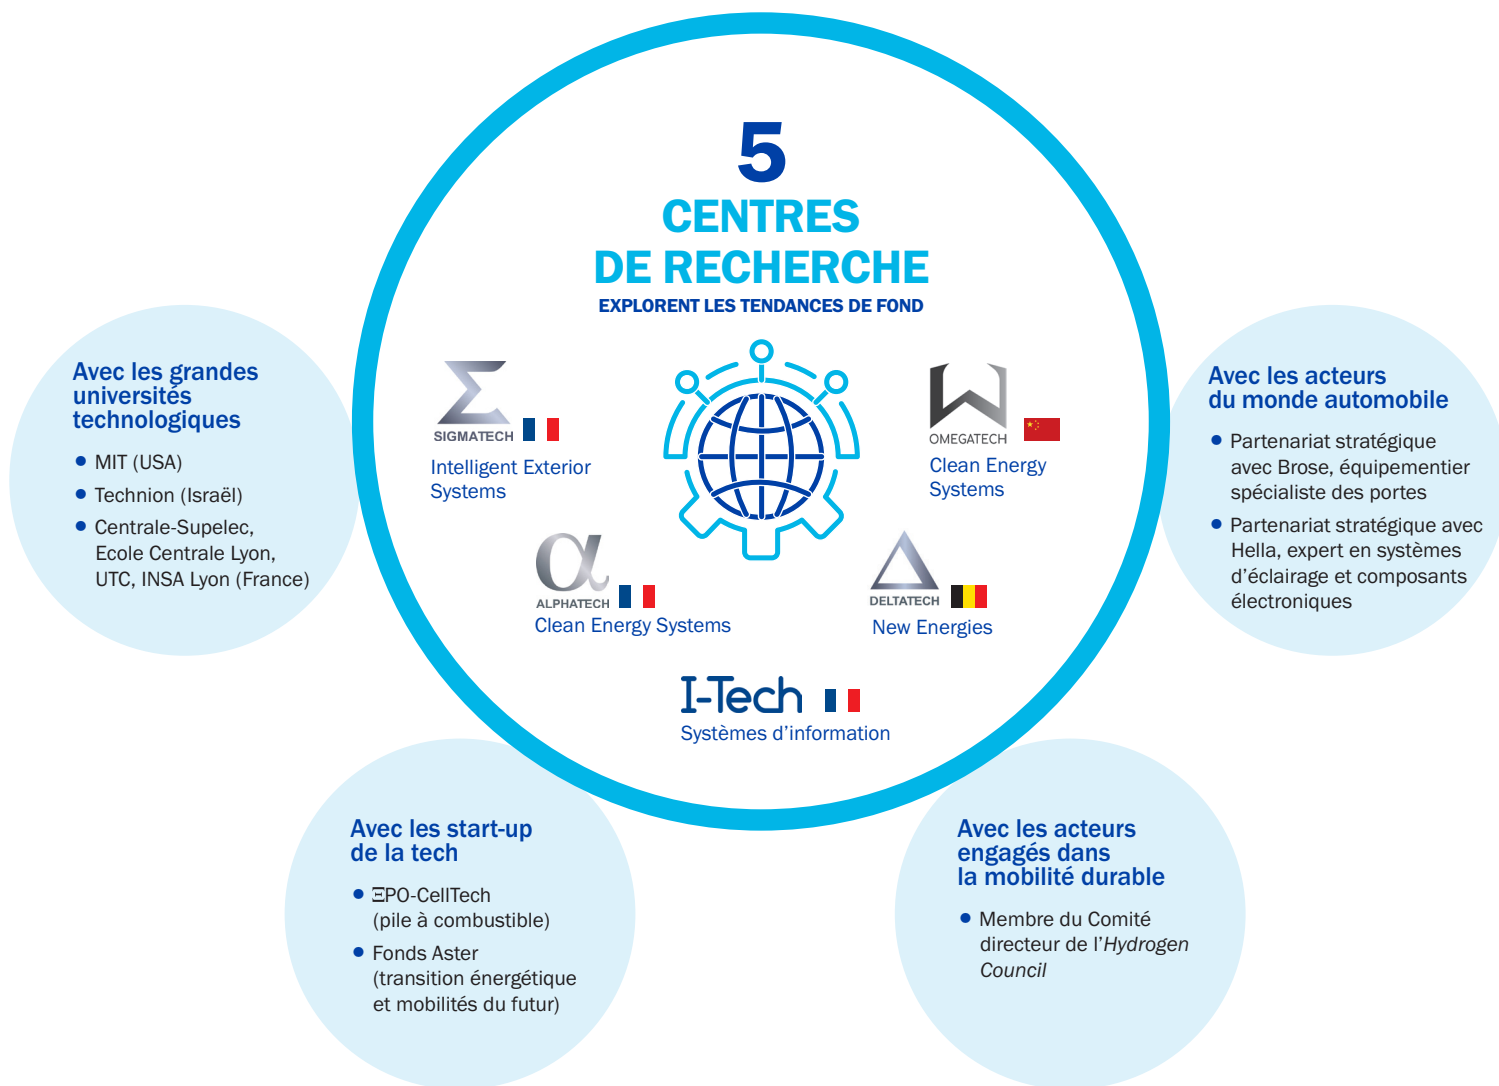 5
CENTRES
DE RECHERCHE
EXPLORENT LES TENDANCES DE FOND
Σ
SIGMATECH
Intelligent Exterior
Systems
OMEGATECH
Clean Energy
Systems
α
ALPHATECH
Clean Energy Systems
Δ
DELTATECH
New Energies
I-Tech
Systèmes d’information
Avec les grandes
universités
technologiques
• MIT (USA)
• Technion (Israël)
• Centrale-Supelec,
Ecole Centrale Lyon,
UTC, INSA Lyon (France)
Avec les acteurs
du monde automobile
• Partenariat stratégique
avec Brose, équipementier
spécialiste des portes
• Partenariat stratégique avec
Hella, expert en systèmes
d’éclairage et composants
électroniques
Avec les start-up
de la tech
• ΞPO-CellTech
(pile à combustible)
• Fonds Aster
(transition énergétique
et mobilités du futur)
Avec les acteurs
engagés dans
la mobilité durable
• Membre du Comité
directeur de l’Hydrogen
Council